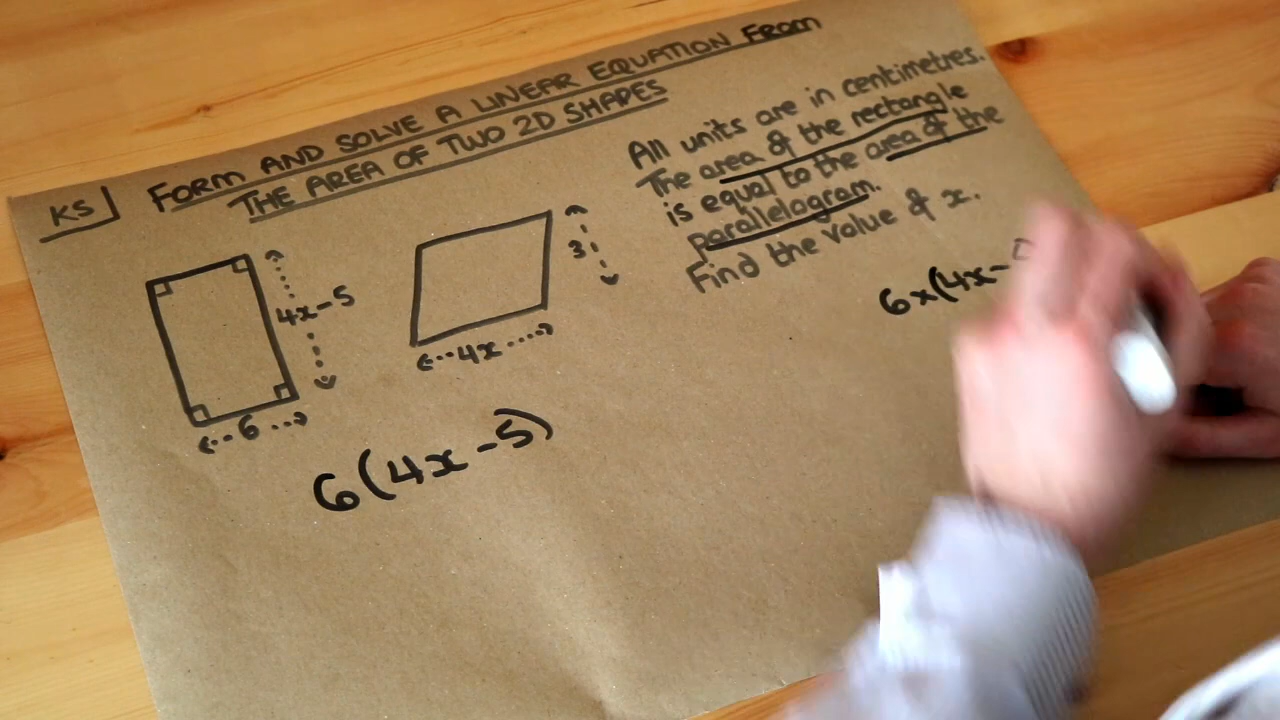 KS
FORM AND SOLVE A LINEAR EQUATION FROM
THE AREA OF TWO 2D SHAPES
All units are in centimetres.
The area of the rectangle
is equal to the area of the
parallelogram.
Find the value of x.
4x-5
6
3
4x
6(4x-5)
6x(4x-